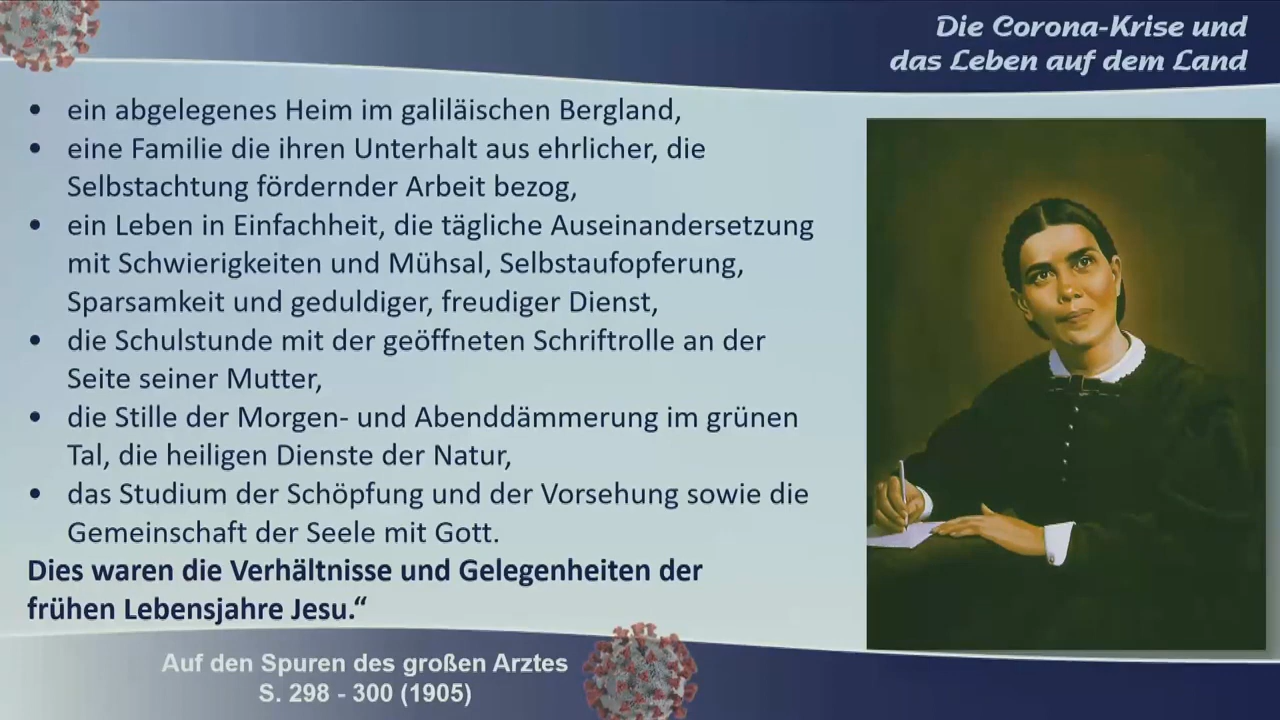 Die Corona-Krise und
das Leben auf dem Land
• ein abgelegenes Heim im galiläischen Bergland,
• eine Familie die ihren Unterhalt aus ehrlicher, die
Selbstachtung fördernder Arbeit bezog,
• ein Leben in Einfachheit, die tägliche Auseinandersetzung
mit Schwierigkeiten und Mühsal, Selbstaufopferung,
Sparsamkeit und geduldiger, freudiger Dienst,
• die Schulstunde mit der geöffneten Schriftrolle an der
Seite seiner Mutter,
• die Stille der Morgen- und Abenddämmerung im grünen
Tal, die heiligen Dienste der Natur,
• das Studium der Schöpfung und der Vorsehung sowie die
Gemeinschaft der Seele mit Gott.
Dies waren die Verhältnisse und Gelegenheiten der
frühen Lebensjahre Jesu.“
Auf den Spuren des großen Arztes
S. 298 - 300 (1905)